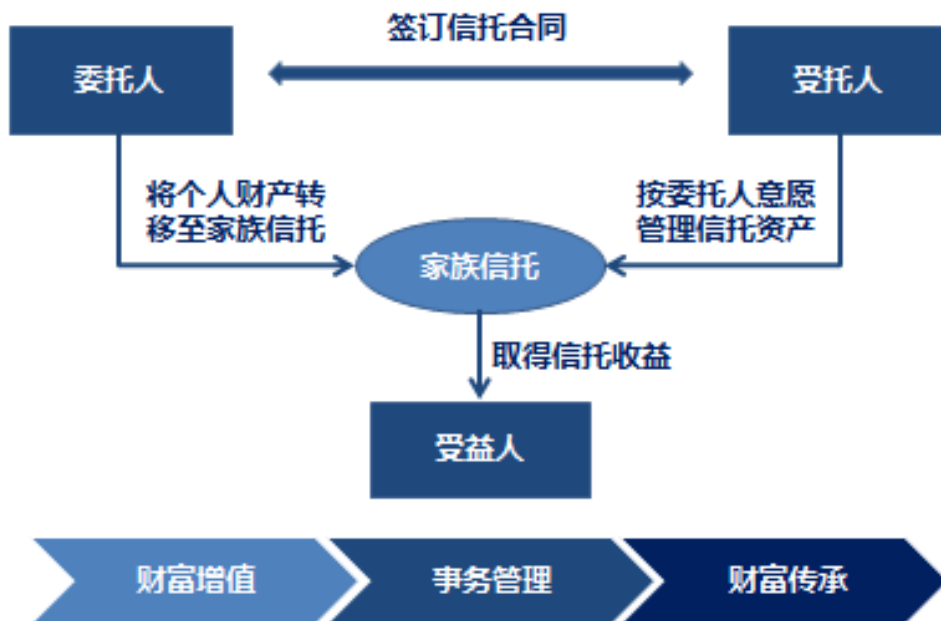 签订信托合同
委托人
受托人
将个人财产转
移至家族信托
按委托人意愿
管理信托资产
家族信托
取得信托收益
受益人
财富增值
事务管理
财富传承